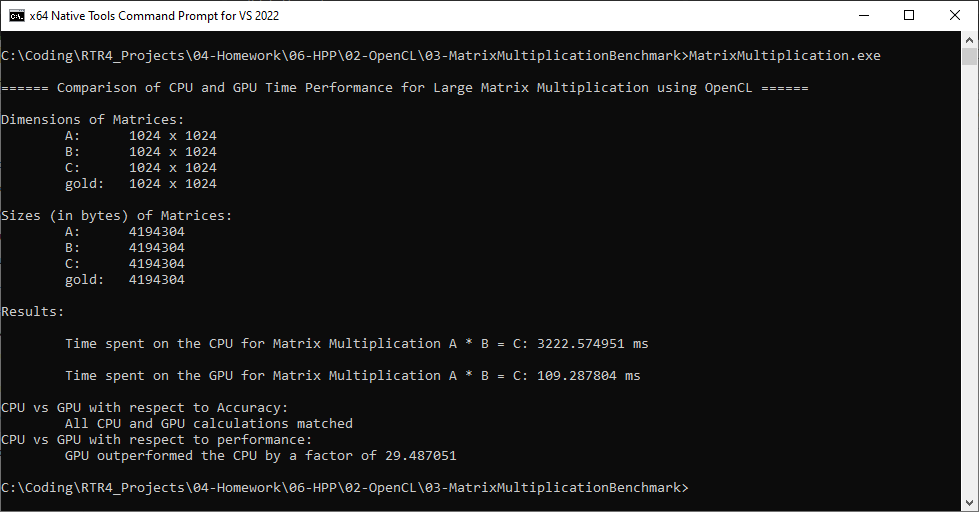 x64 Native Tools Command Prompt for VS 2022
C:\Coding\RTR4_Projects\04-Homework\06-HPP\02-OpenCL\03-MatrixMultiplicationBenchmark>MatrixMultiplication.exe
====== Comparison of CPU and GPU Time Performance for Large Matrix Multiplication using OpenCL ======
Dimensions of Matrices:
A: 1024 x 1024
B: 1024 x 1024
C: 1024 x 1024
gold: 1024 x 1024
Sizes (in bytes) of Matrices:
A: 4194304
B: 4194304
C: 4194304
gold: 4194304
Results:
Time spent on the CPU for Matrix Multiplication A * B = C: 3222.574951 ms
Time spent on the GPU for Matrix Multiplication A * B = C: 109.287804 ms
CPU vs GPU with respect to Accuracy:
All CPU and GPU calculations matched
CPU vs GPU with respect to performance:
GPU outperformed the CPU by a factor of 29.487051
C:\Coding\RTR4_Projects\04-Homework\06-HPP\02-OpenCL\03-MatrixMultiplicationBenchmark>